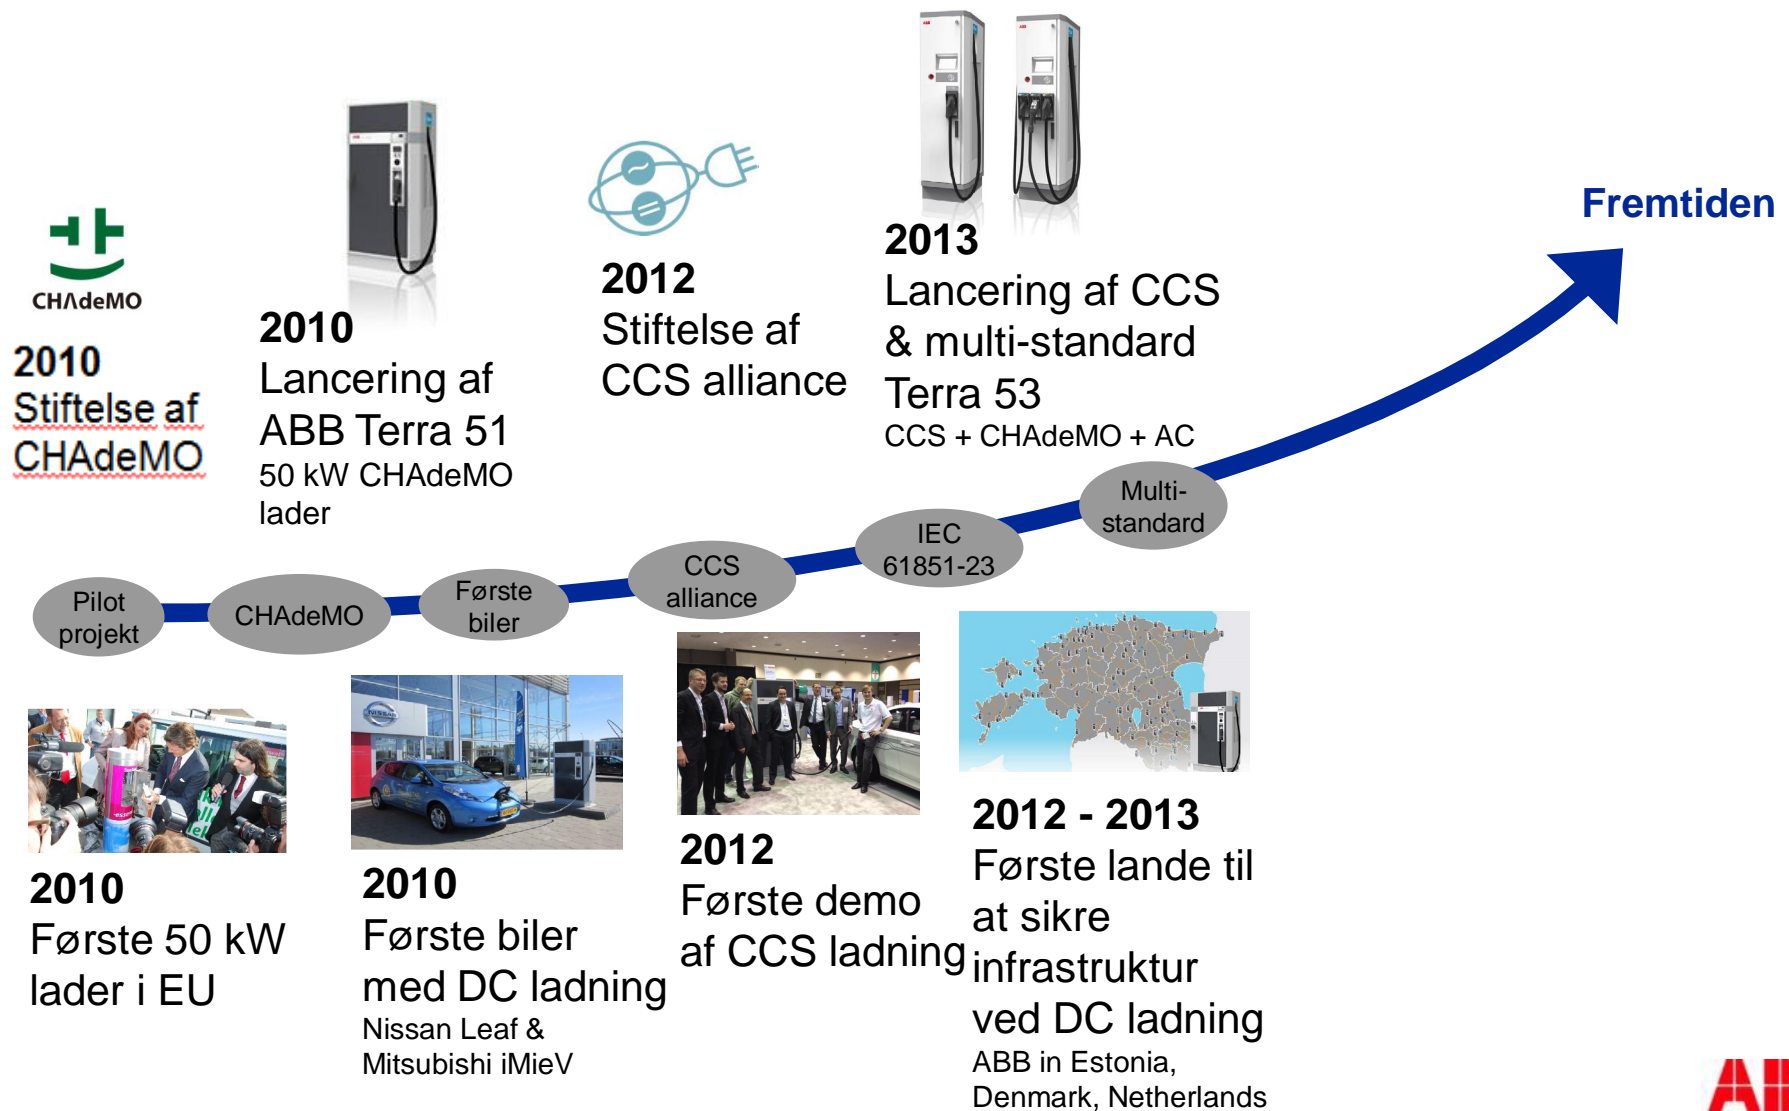 CHAdeMO
2010
Stiftelse af
CHAdeMO
2010
Lancering af
ABB Terra 51
50 kW CHAdeMO
lader
2012
Stiftelse af
CCS alliance
2013
Lancering af CCS
& multi-standard
Terra 53
CCS + CHAdeMO + AC
Fremtiden
Pilot
projekt
CHAdeMO
Første
biler
CCS
alliance
IEC
61851-23
Multi-
standard
NISSAN
2010
Første 50 kW
lader i EU
2010
Første biler
med DC ladning
Nissan Leaf &
Mitsubishi iMieV
2012
Første demo
af CCS ladning
2012 - 2013
Første lande til
at sikre
infrastruktur
ved DC ladning
ABB in Estonia,
Denmark, Netherlands